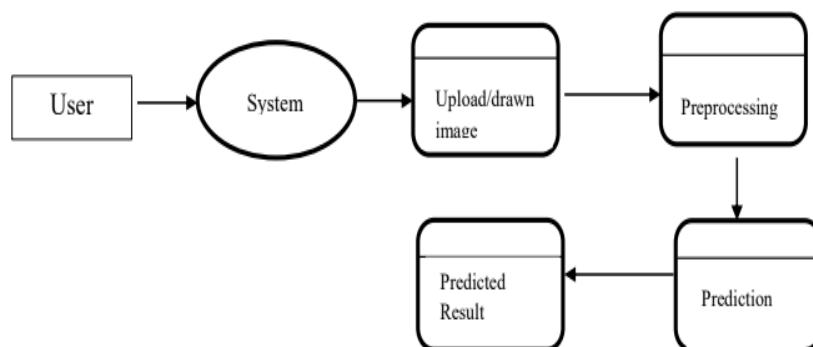 User
System
Upload/drawn
image
Preprocessing
Prediction
Predicted
Result